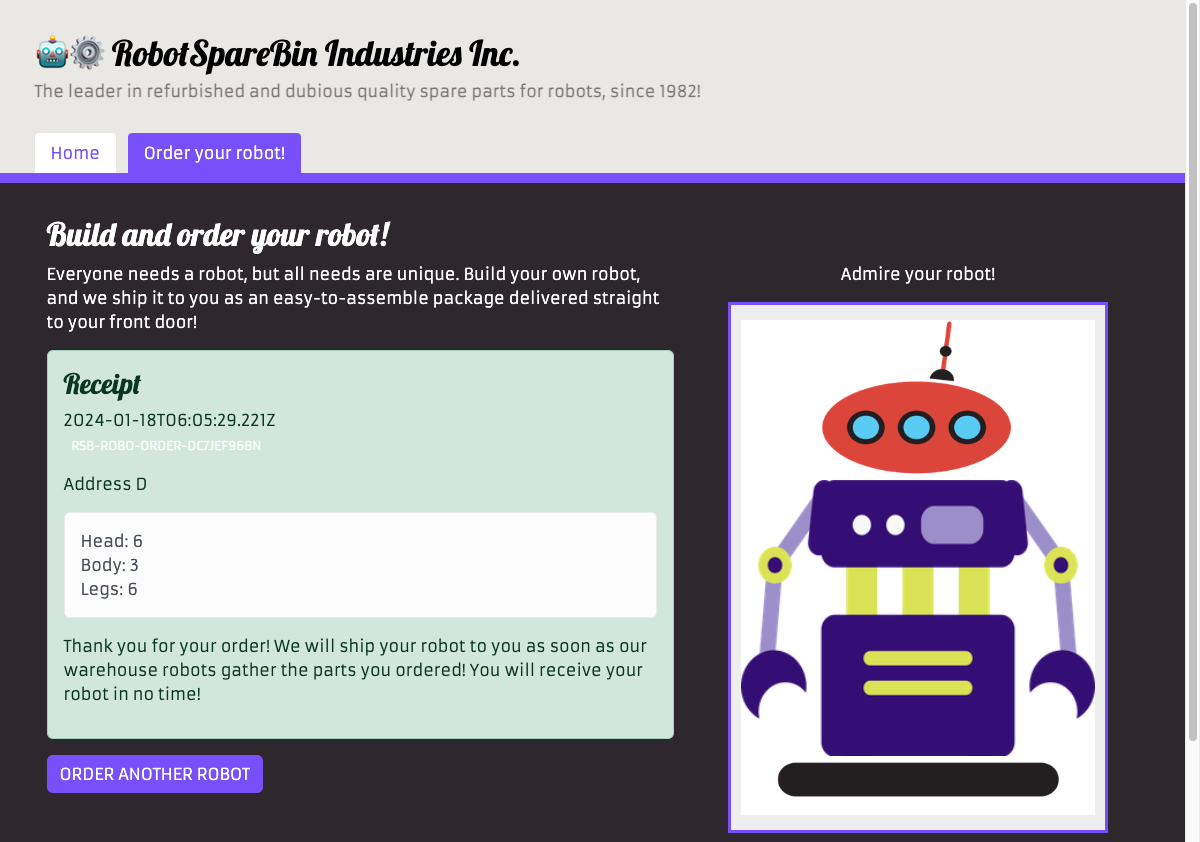 RobotSpareBin Industries Inc.
The leader in refurbished and dubious quality spare parts for robots, since 1982!
Home
Order your robot!
Build and order your robot!
Everyone needs a robot, but all needs are unique. Build your own robot,
and we ship it to you as an easy-to-assemble package delivered straight
to your front door!
Receipt
2024-01-18T06:05:29.221Z
RSB-ROBO-ORDER-DC7JEF96BN
Address D
Head: 6
Body: 3
Legs: 6
Thank you for your order! We will ship your robot to you as soon as our
warehouse robots gather the parts you ordered! You will receive your
robot in no time!
ORDER ANOTHER ROBOT
Admire your robot!